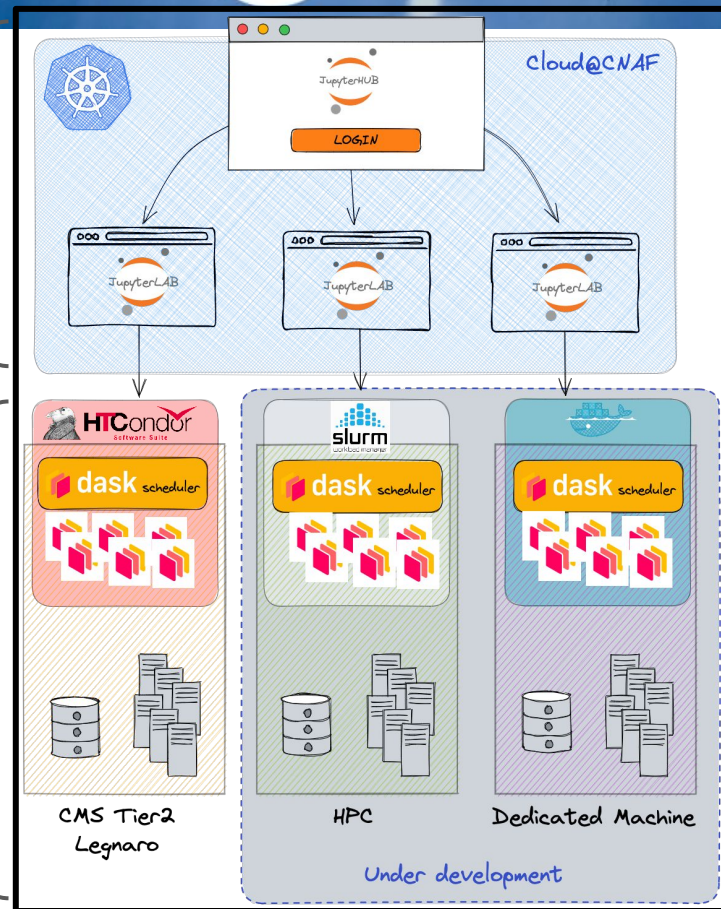 JupyterHUB
Cloud@CNAF
LOGIN
JupyterLAB
JupyterLAB
JupyterLAB
HTCondor
Software Suite
slurm
workload manager
dask scheduler
dask scheduler
dask scheduler
CMS Tier2
Legnaro
HPC
Dedicated Machine
Under development